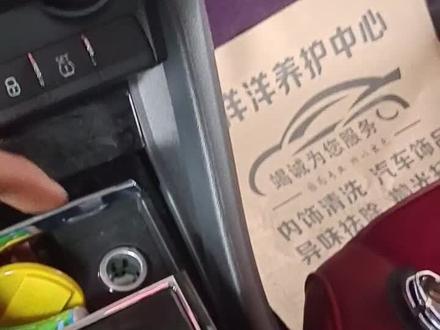 洋洋养护中心
竭诚为您服务
内饰清洗 汽车饰
异味祛除